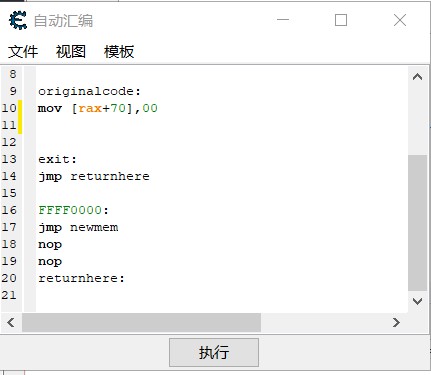 自动汇编
文件 视图 模板
8
9 originalcode:
10 mov [rax+70],00
11
12
13 exit:
14 jmp returnhere
15
16 FFFF0000:
17 jmp newmem
18 nop
19 nop
20 returnhere:
21
执行